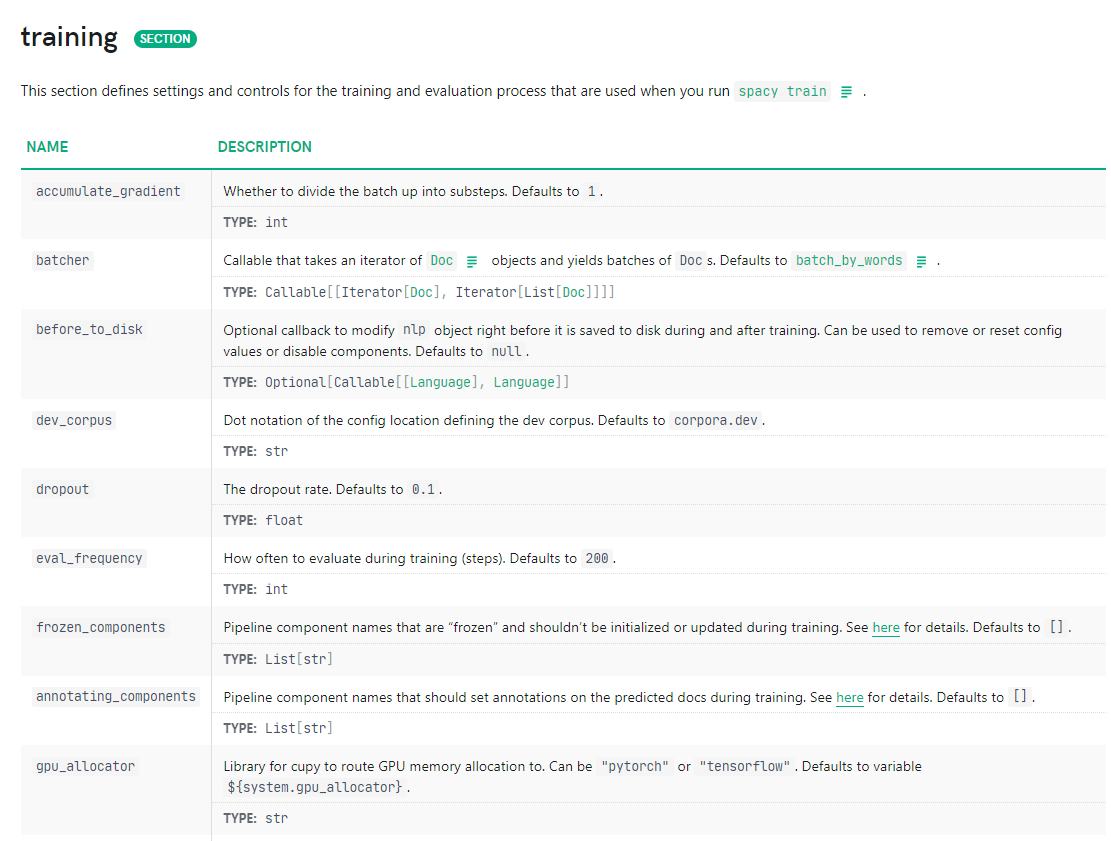 training SECTION
This section defines settings and controls for the training and evaluation process that are used when you run spacy train .
NAME DESCRIPTION
accumulate_gradient Whether to divide the batch up into substeps. Defaults to 1 .
TYPE: int
batcher Callable that takes an iterator of Doc objects and yields batches of Doc s. Defaults to batch_by_words .
TYPE: Callable[[Iterator[Doc], Iterator[List[Doc]]]]
before_to_disk Optional callback to modify nlp object right before it is saved to disk during and after training. Can be used to remove or reset config
values or disable components. Defaults to null .
TYPE: Optional[Callable[[Language], Language]]
dev_corpus Dot notation of the config location defining the dev corpus. Defaults to corpora.dev .
TYPE: str
dropout The dropout rate. Defaults to 0.1 .
TYPE: float
eval_frequency How often to evaluate during training (steps). Defaults to 200 .
TYPE: int
frozen_components Pipeline component names that are “frozen” and shouldn’t be initialized or updated during training. See here for details. Defaults to [] .
TYPE: List[str]
annotating_components Pipeline component names that should set annotations on the predicted docs during training. See here for details. Defaults to [] .
TYPE: List[str]
gpu_allocator Library for cupy to route GPU memory allocation to. Can be "pytorch" or "tensorflow" . Defaults to variable
${system.gpu_allocator} .
TYPE: str